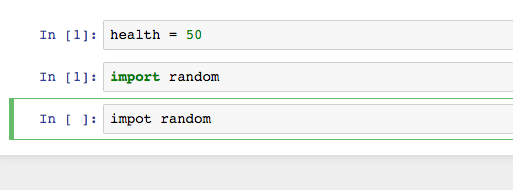 In [1]: health = 50
In [1]: import random
In [ ]: impot random